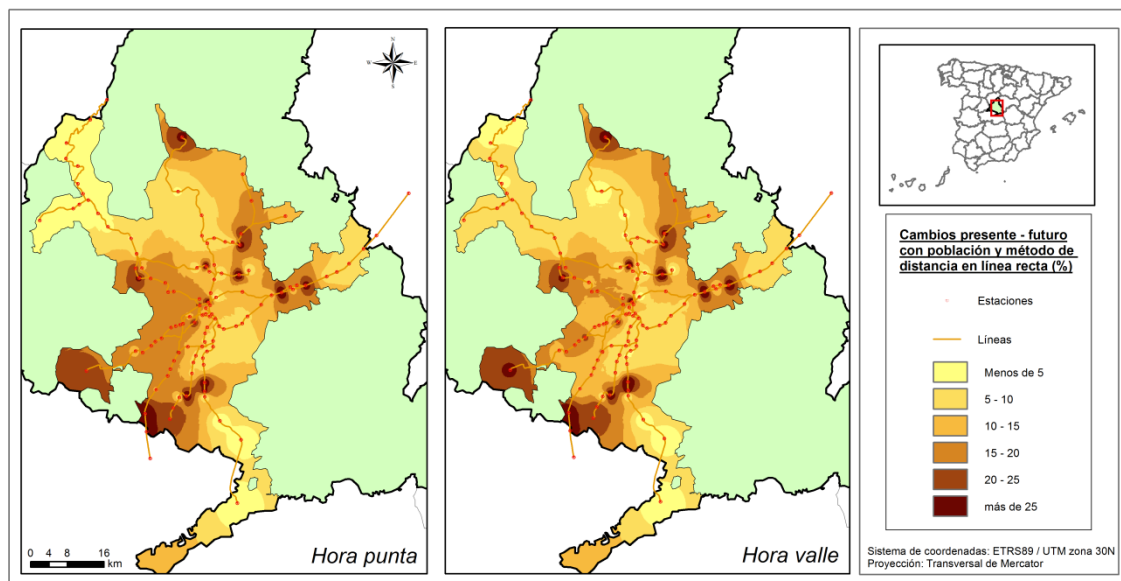 N
W
E
S
0 4 8 16
km
Hora punta
Hora valle
Cambios presente - futuro
con población y método de
distancia en línea recta (%)
Estaciones
Líneas
Menos de 5
5 - 10
10 - 15
15 - 20
20 - 25
más de 25
Sistema de coordenadas: ETRS89 / UTM zona 30N
Proyección: Transversal de Mercator